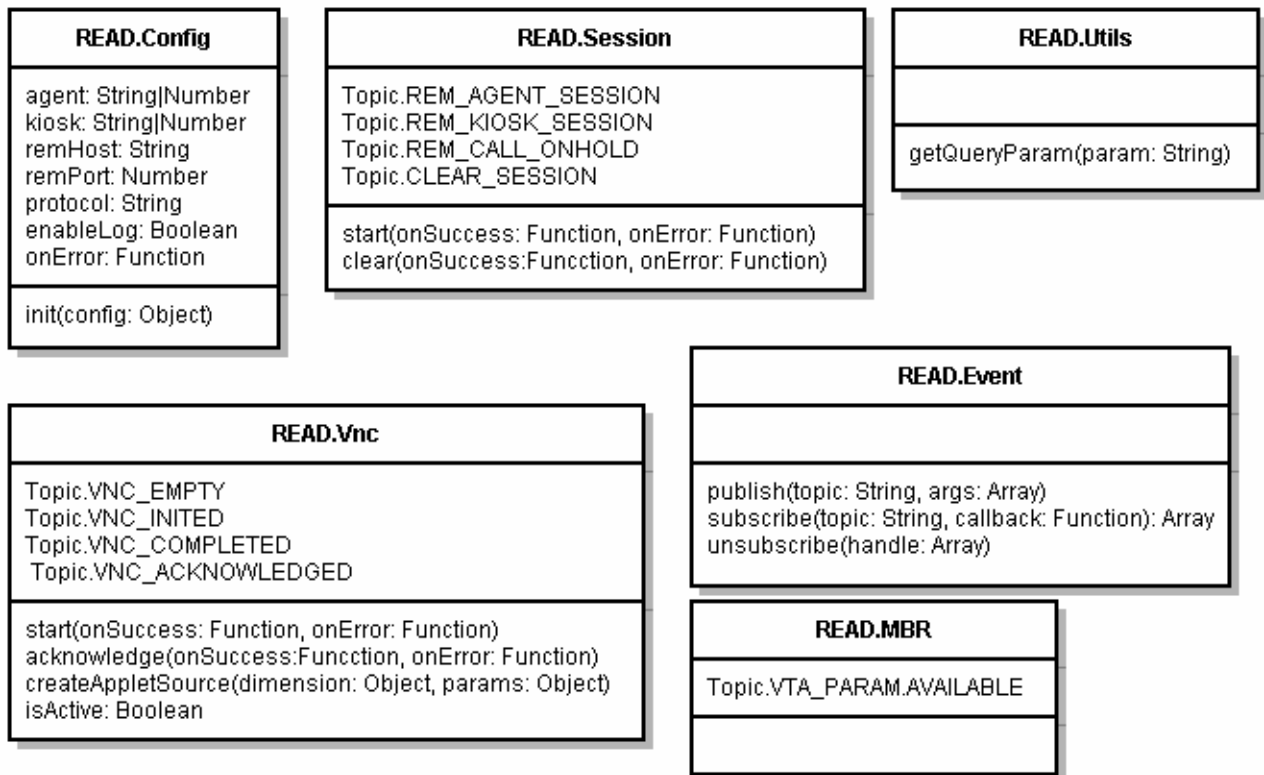 READ.Config
agent: String|Number
kiosk: String|Number
remHost: String
remPort: Number
protocol: String
enableLog: Boolean
onError: Function
init(config: Object)
READ.Session
Topic.REM_AGENT_SESSION
Topic.REM_KIOSK_SESSION
Topic.REM_CALL_ONHOLD
Topic.CLEAR_SESSION
start(onSuccess: Function, onError: Function)
clear(onSuccess:Funcction, onError: Function)
READ.Utils
getQueryParam(param: String)
READ.Vnc
Topic.VNC_EMPTY
Topic.VNC_INITED
Topic.VNC_COMPLETED
Topic.VNC_ACKNOWLEDGED
start(onSuccess: Function, onError: Function)
acknowledge(onSuccess:Funcction, onError: Function)
createAppletSource(dimension: Object, params: Object)
isActive: Boolean
READ.Event
publish(topic: String, args: Array)
subscribe(topic: String, callback: Function): Array
unsubscribe(handle: Array)
READ.MBR
Topic.VTA_PARAM.AVAILABLE